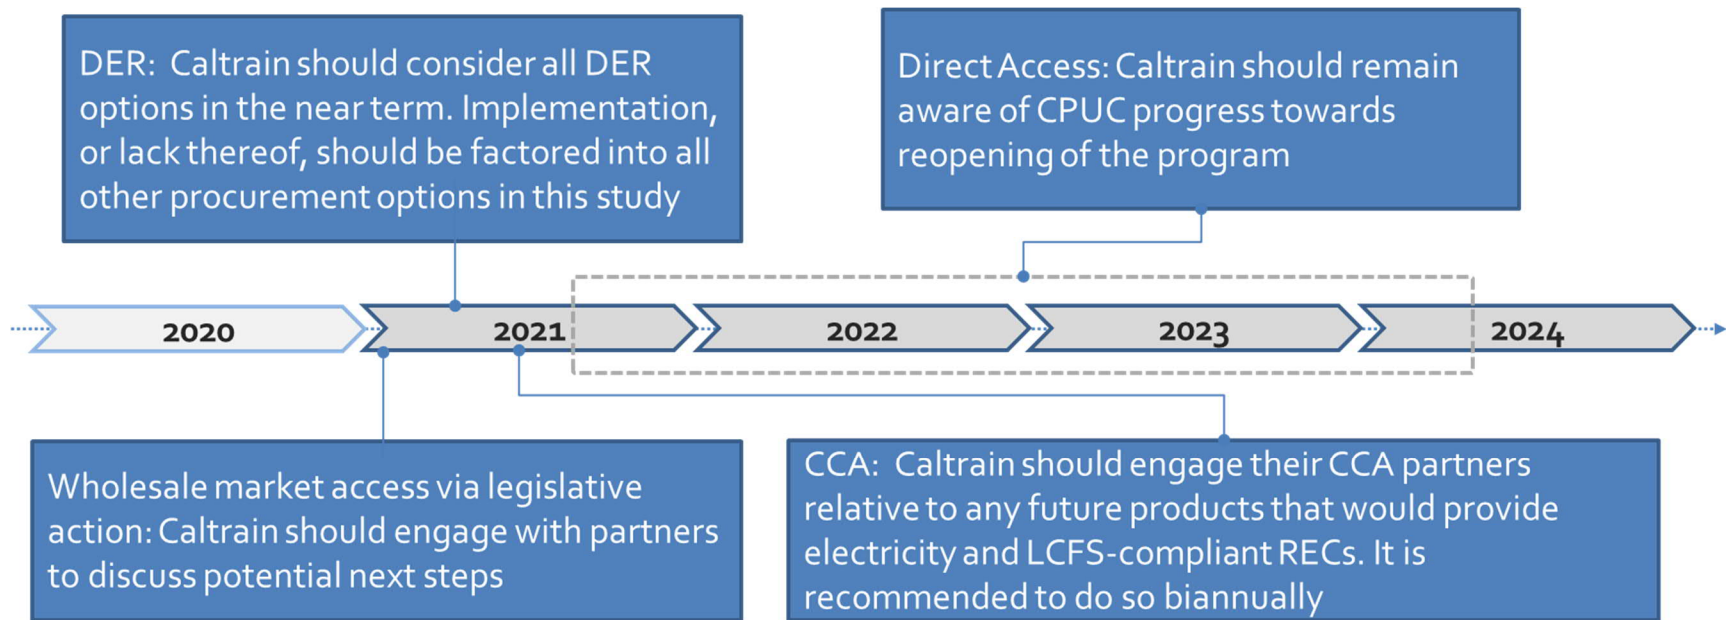 DER: Caltrain should consider all DER
options in the near term. Implementation,
or lack thereof, should be factored into all
other procurement options in this study
Direct Access: Caltrain should remain
aware of CPUC progress towards
reopening of the program
2020
2021
2022
2023
2024
Wholesale market access via legislative
action: Caltrain should engage with partners
to discuss potential next steps
CCA: Caltrain should engage their CCA partners
relative to any future products that would provide
electricity and LCFS-compliant RECs. It is
recommended to do so biannually